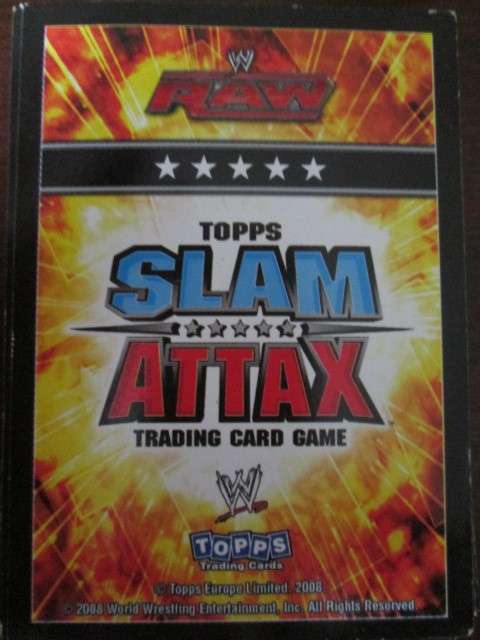 W
RAW
TOPPS
SLAM
ATTAX
TRADING CARD GAME
W
TOPPS
Trading Cards
© Topps Europe Limited. 2008.
© 2008 World Wrestling Entertainment, Inc. All Rights Reserved.